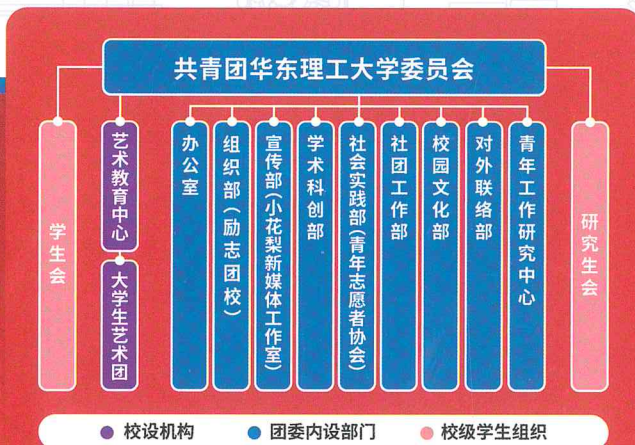 共青团华东理工大学委员会
学生会
艺术教育中心
大学生艺术团
办公室
组织部(励志团校)
宣传部(小花梨新媒体工作室)
学术科创部
社会实践部(青年志愿者协会)
社团工作部
校园文化部
对外联络部
青年工作研究中心
研究生会
校设机构
团委内设部门
校级学生组织